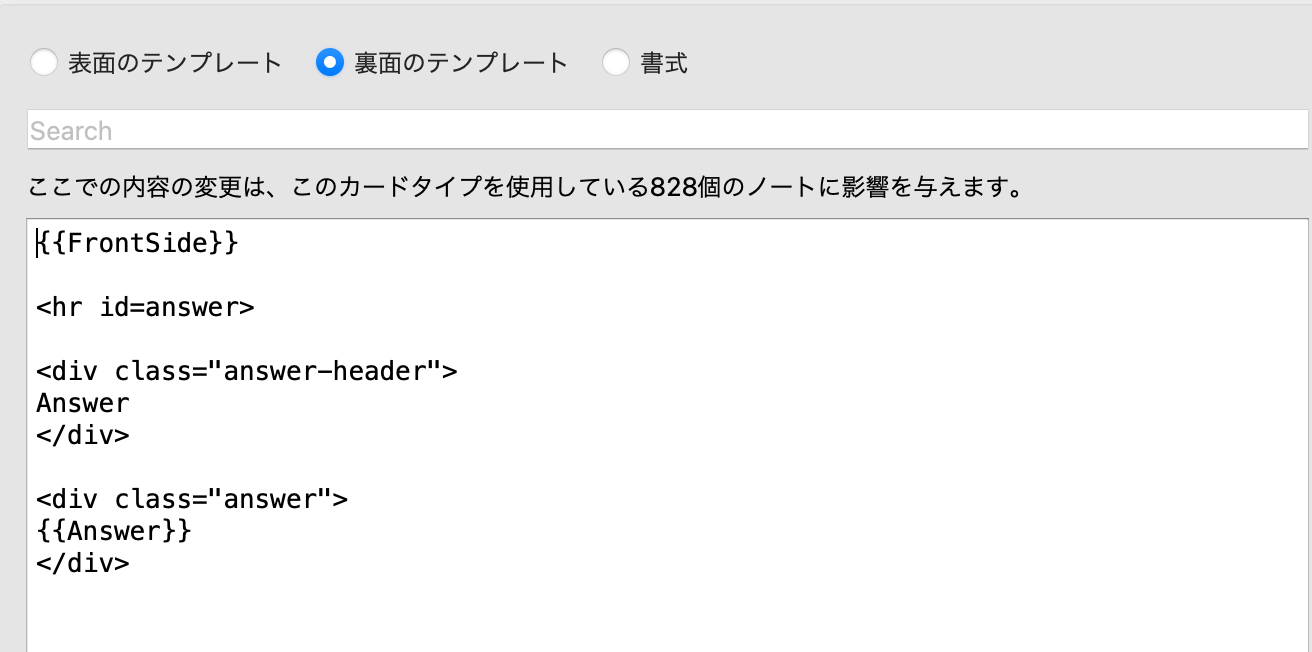 表面のテンプレート 裏面のテンプレート 書式
Search
ここでの内容の変更は、このカードタイプを使用している828個のノートに影響を与えます。
{{FrontSide}}
<hr id=answer>
<div class="answer-header">
Answer
</div>
<div class="answer">
{{Answer}}
</div>